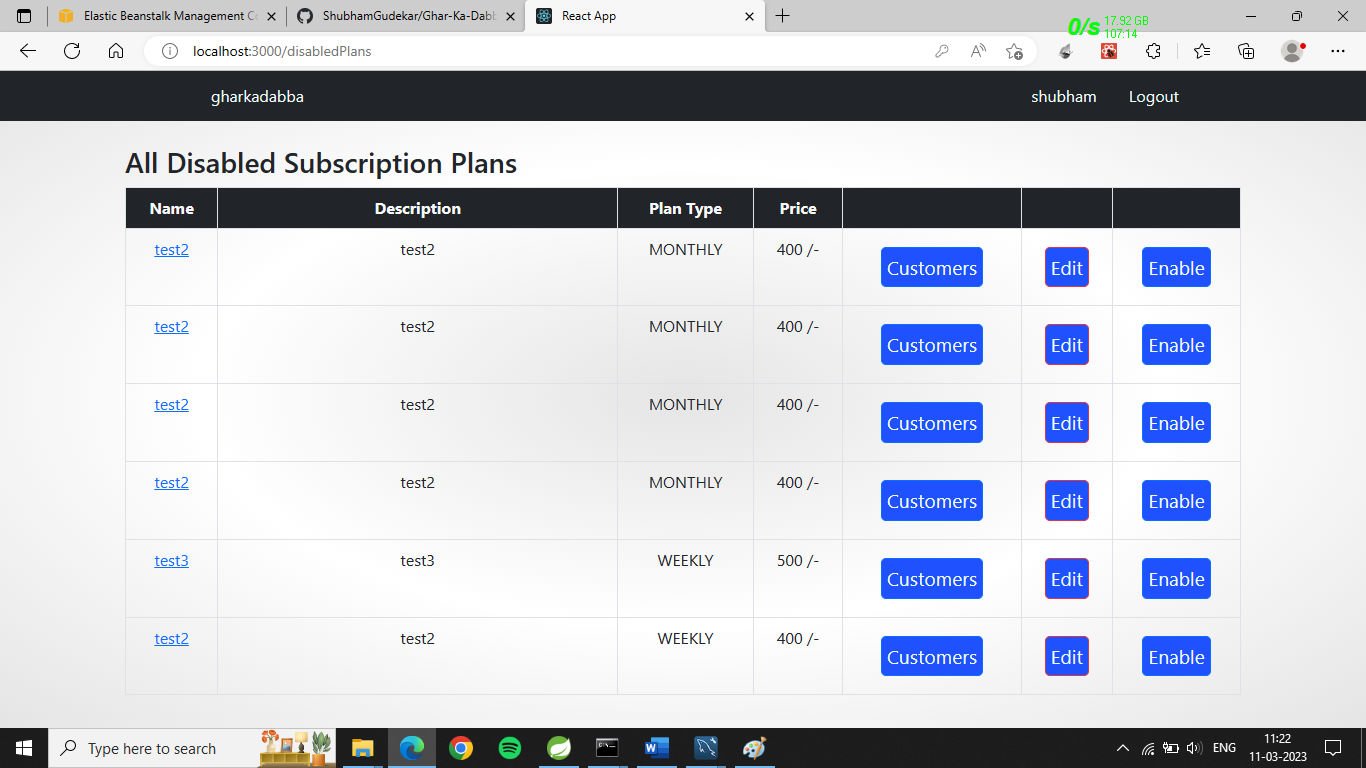 Elastic Beanstalk Management Co
ShubhamGudekar/Ghar-Ka-Dabb
React App
0/s 17.92 GB
107:14
localhost:3000/disabledPlans
gharkadabba shubham Logout
All Disabled Subscription Plans
Name Description Plan Type Price
test2 test2 MONTHLY 400 /- Customers Edit Enable
test2 test2 MONTHLY 400 /- Customers Edit Enable
test2 test2 MONTHLY 400 /- Customers Edit Enable
test2 test2 MONTHLY 400 /- Customers Edit Enable
test3 test3 WEEKLY 500 /- Customers Edit Enable
test2 test2 WEEKLY 400 /- Customers Edit Enable
Type here to search
ENG
11:22
11-03-2023